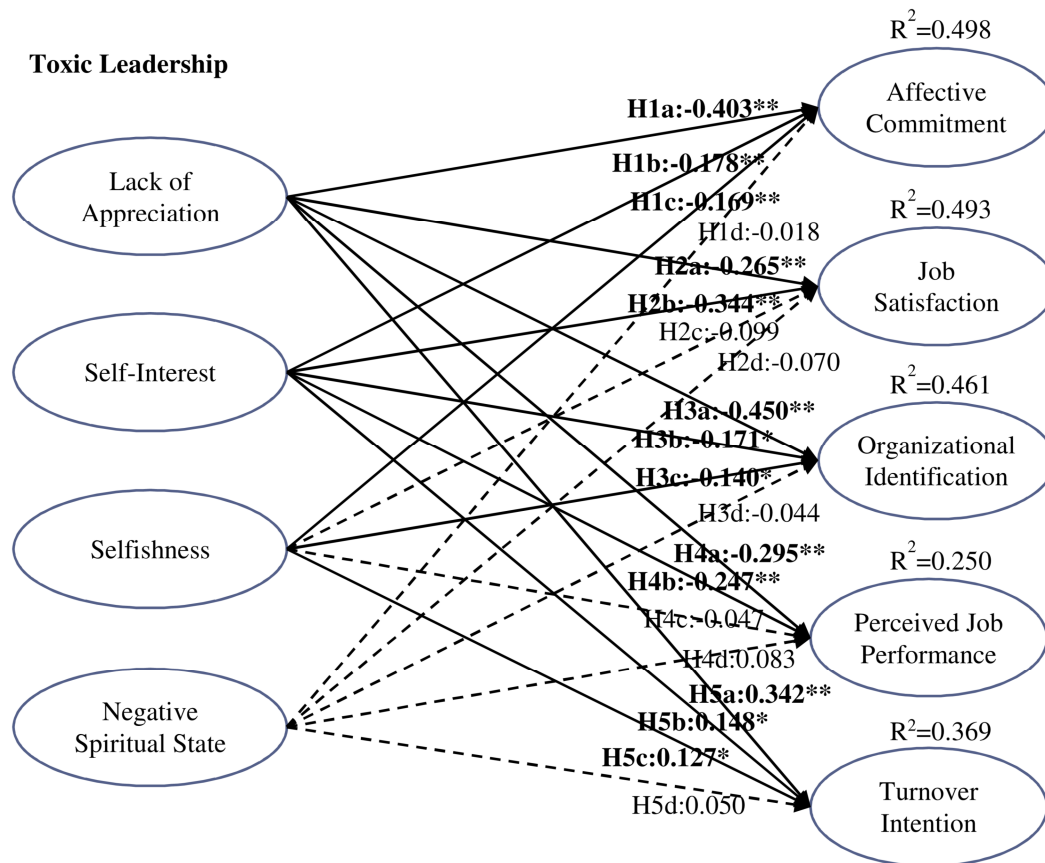 R²=0.498
Toxic Leadership
Affective
Commitment
H1a:-0.403**
H1b:-0.178**
Lack of
Appreciation
H1c:-0.169**
R²=0.493
H1d:-0.018
H2a:-0.265**
Job
Satisfaction
H2b:-0.344**
H2c:-0.099
H2d:-0.070
Self-Interest
R²=0.461
H3a:-0.450**
H3b:-0.171*
Organizational
Identification
H3c:-0.140*
H3d:-0.044
Selfishness
H4a:-0.295**
R²=0.250
H4b:-0.247**
H4c:-0.047
Perceived Job
Performance
H4d:0.083
H5a:0.342**
Negative
Spiritual State
H5b:0.148*
R²=0.369
H5c:0.127*
H5d:0.050
Turnover
Intention